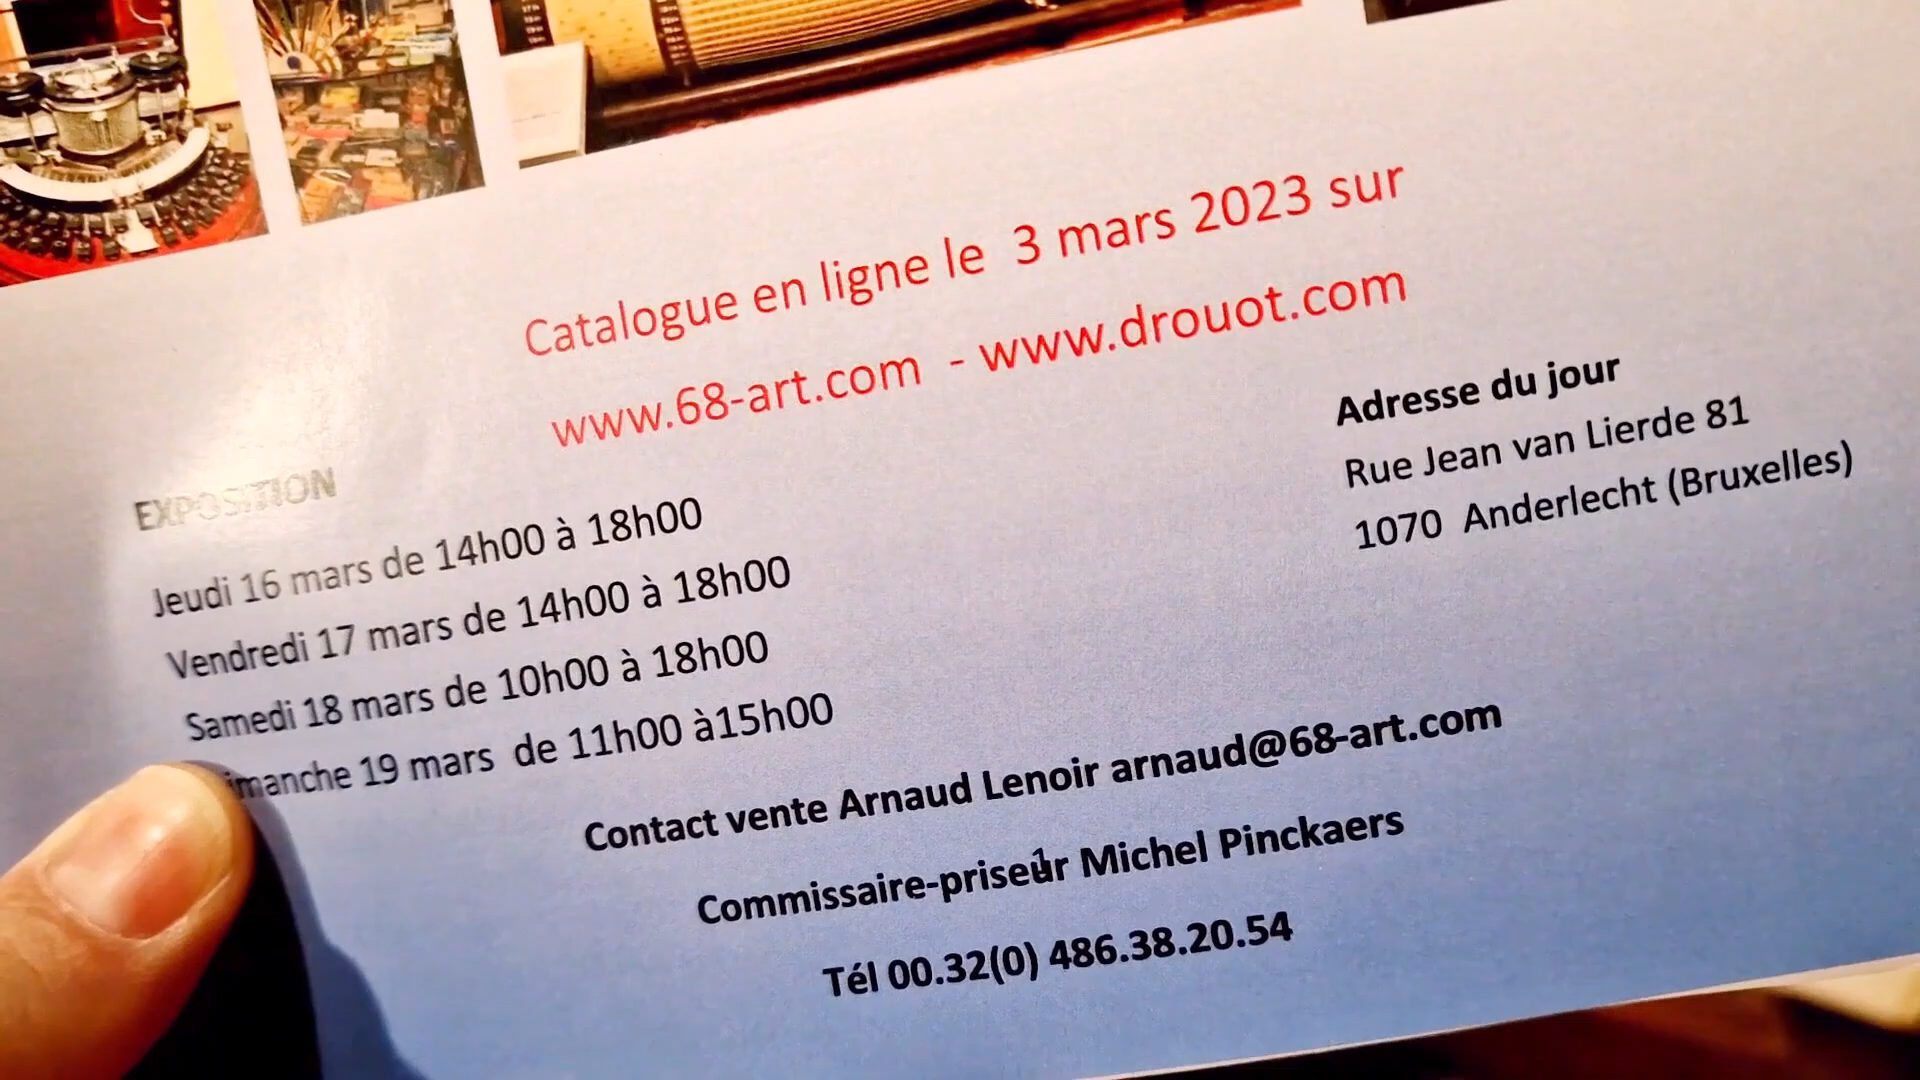 Catalogue en ligne le 3 mars 2023 sur
www.68-art.com - www.drouot.com
EXPOSITION
Jeudi 16 mars de 14h00 à 18h00
Vendredi 17 mars de 14h00 à 18h00
Samedi 18 mars de 10h00 à 18h00
imanche 19 mars de 11h00 à15h00
Adresse du jour
Rue Jean van Lierde 81
1070 Anderlecht (Bruxelles)
Contact vente Arnaud Lenoir arnaud@68-art.com
Commissaire-priseur Michel Pinckaers
Tél 00.32(0) 486.38.20.54